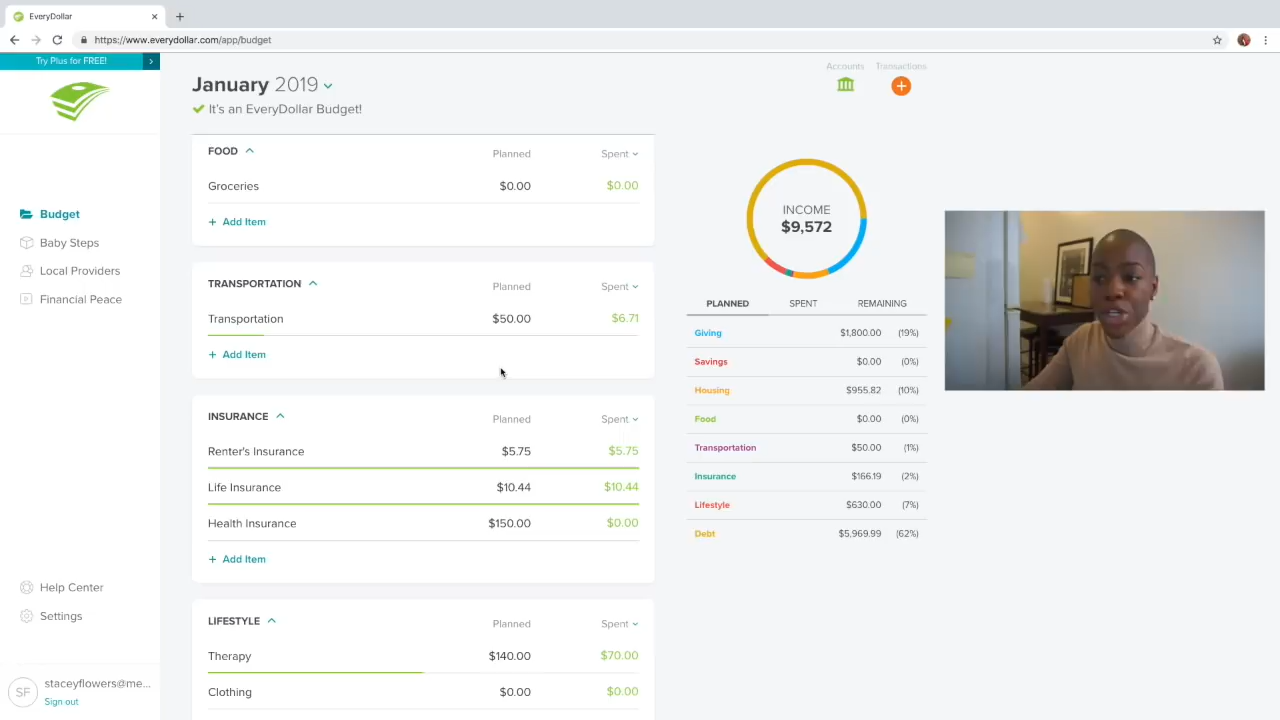 EveryDollar
https://www.everydollar.com/app/budget
Try Plus for FREE!
Budget
Baby Steps
Local Providers
Financial Peace
Help Center
Settings
SF
staceyflowers@me...
Sign out
January 2019
It's an EveryDollar Budget!
Accounts
Transactions
FOOD Planned Spent
Groceries $0.00 $0.00
+ Add Item
TRANSPORTATION Planned Spent
Transportation $50.00 $6.71
+ Add Item
INSURANCE Planned Spent
Renter's Insurance $5.75 $5.75
Life Insurance $10.44 $10.44
Health Insurance $150.00 $0.00
+ Add Item
LIFESTYLE Planned Spent
Therapy $140.00 $70.00
Clothing $0.00 $0.00
INCOME
$9,572
PLANNED SPENT REMAINING
Giving $1,800.00 (19%)
Savings $0.00 (0%)
Housing $955.82 (10%)
Food $0.00 (0%)
Transportation $50.00 (1%)
Insurance $166.19 (2%)
Lifestyle $630.00 (7%)
Debt $5,969.99 (62%)